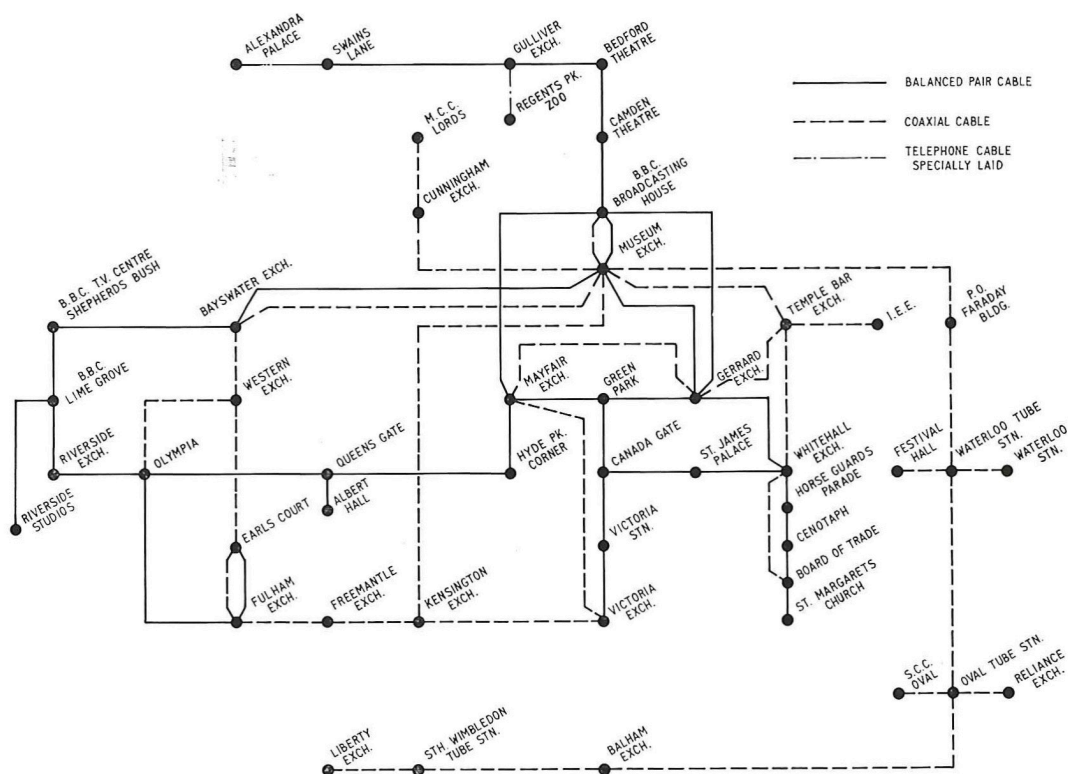 ALEXANDRA
PALACE
SWAINS
LANE
GULLIVER
EXCH.
BEDFORD
THEATRE
REGENTS PK.
ZOO
M.C.C.
LORDS
CAMDEN
THEATRE
BALANCED PAIR CABLE
COAXIAL CABLE
TELEPHONE CABLE
SPECIALLY LAID
CUNNINGHAM
EXCH.
B.B.C.
BROADCASTING
HOUSE
MUSEUM
EXCH.
B.B.C. T.V. CENTRE
SHEPHERDS BUSH
BAYSWATER EXCH.
TEMPLE BAR
EXCH.
I.E.E.
P.O.
FARADAY
BLDG.
B.B.C.
LIME GROVE
WESTERN
EXCH.
MAYFAIR
EXCH.
GREEN
PARK
GERRARD
EXCH.
RIVERSIDE
EXCH.
OLYMPIA
QUEENS GATE
HYDE PK.
CORNER
CANADA GATE
ST. JAMES
PALACE
WHITEHALL
EXCH.
HORSE GUARDS
PARADE
FESTIVAL
HALL
WATERLOO TUBE
STN.
WATERLOO
STN.
RIVERSIDE
STUDIOS
ALBERT
HALL
EARLS COURT
VICTORIA
STN.
CENOTAPH
BOARD OF TRADE
FULHAM
EXCH.
FREEMANTLE
EXCH.
KENSINGTON
EXCH.
VICTORIA
EXCH.
ST. MARGARETS
CHURCH
S.C.C.
OVAL
OVAL TUBE STN.
RELIANCE
EXCH.
LIBERTY
EXCH.
STH. WIMBLEDON
TUBE STN.
BALHAM
EXCH.